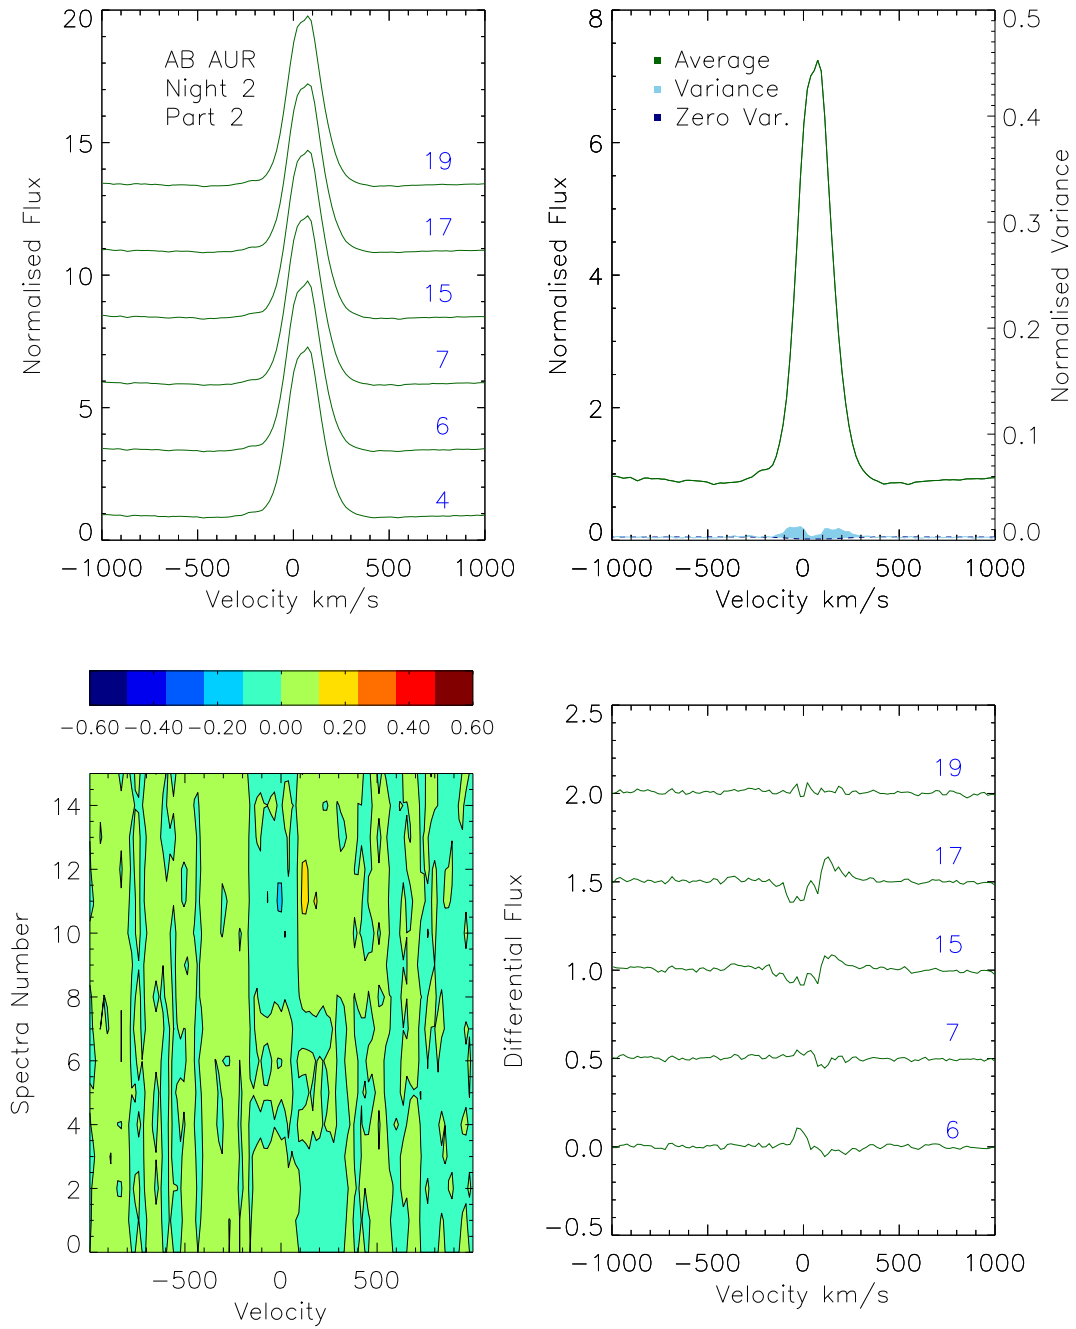 20
15
10
5
0
Normalised Flux
AB AUR
Night 2
Part 2
19
17
15
7
6
4
−1000 −500 0 500 1000
Velocity km/s
8
6
4
2
0
Normalised Flux
Average
Variance
Zero Var.
0.5
0.4
0.3
0.2
0.1
0.0
Normalised Variance
−1000 −500 0 500 1000
Velocity km/s
−0.60 −0.40 −0.20 0.00 0.20 0.40 0.60
14
12
10
8
6
4
2
0
Spectra Number
−500 0 500
Velocity
2.5
2.0
1.5
1.0
0.5
0.0
−0.5
Differential Flux
19
17
15
7
6
−1000 −500 0 500 1000
Velocity km/s